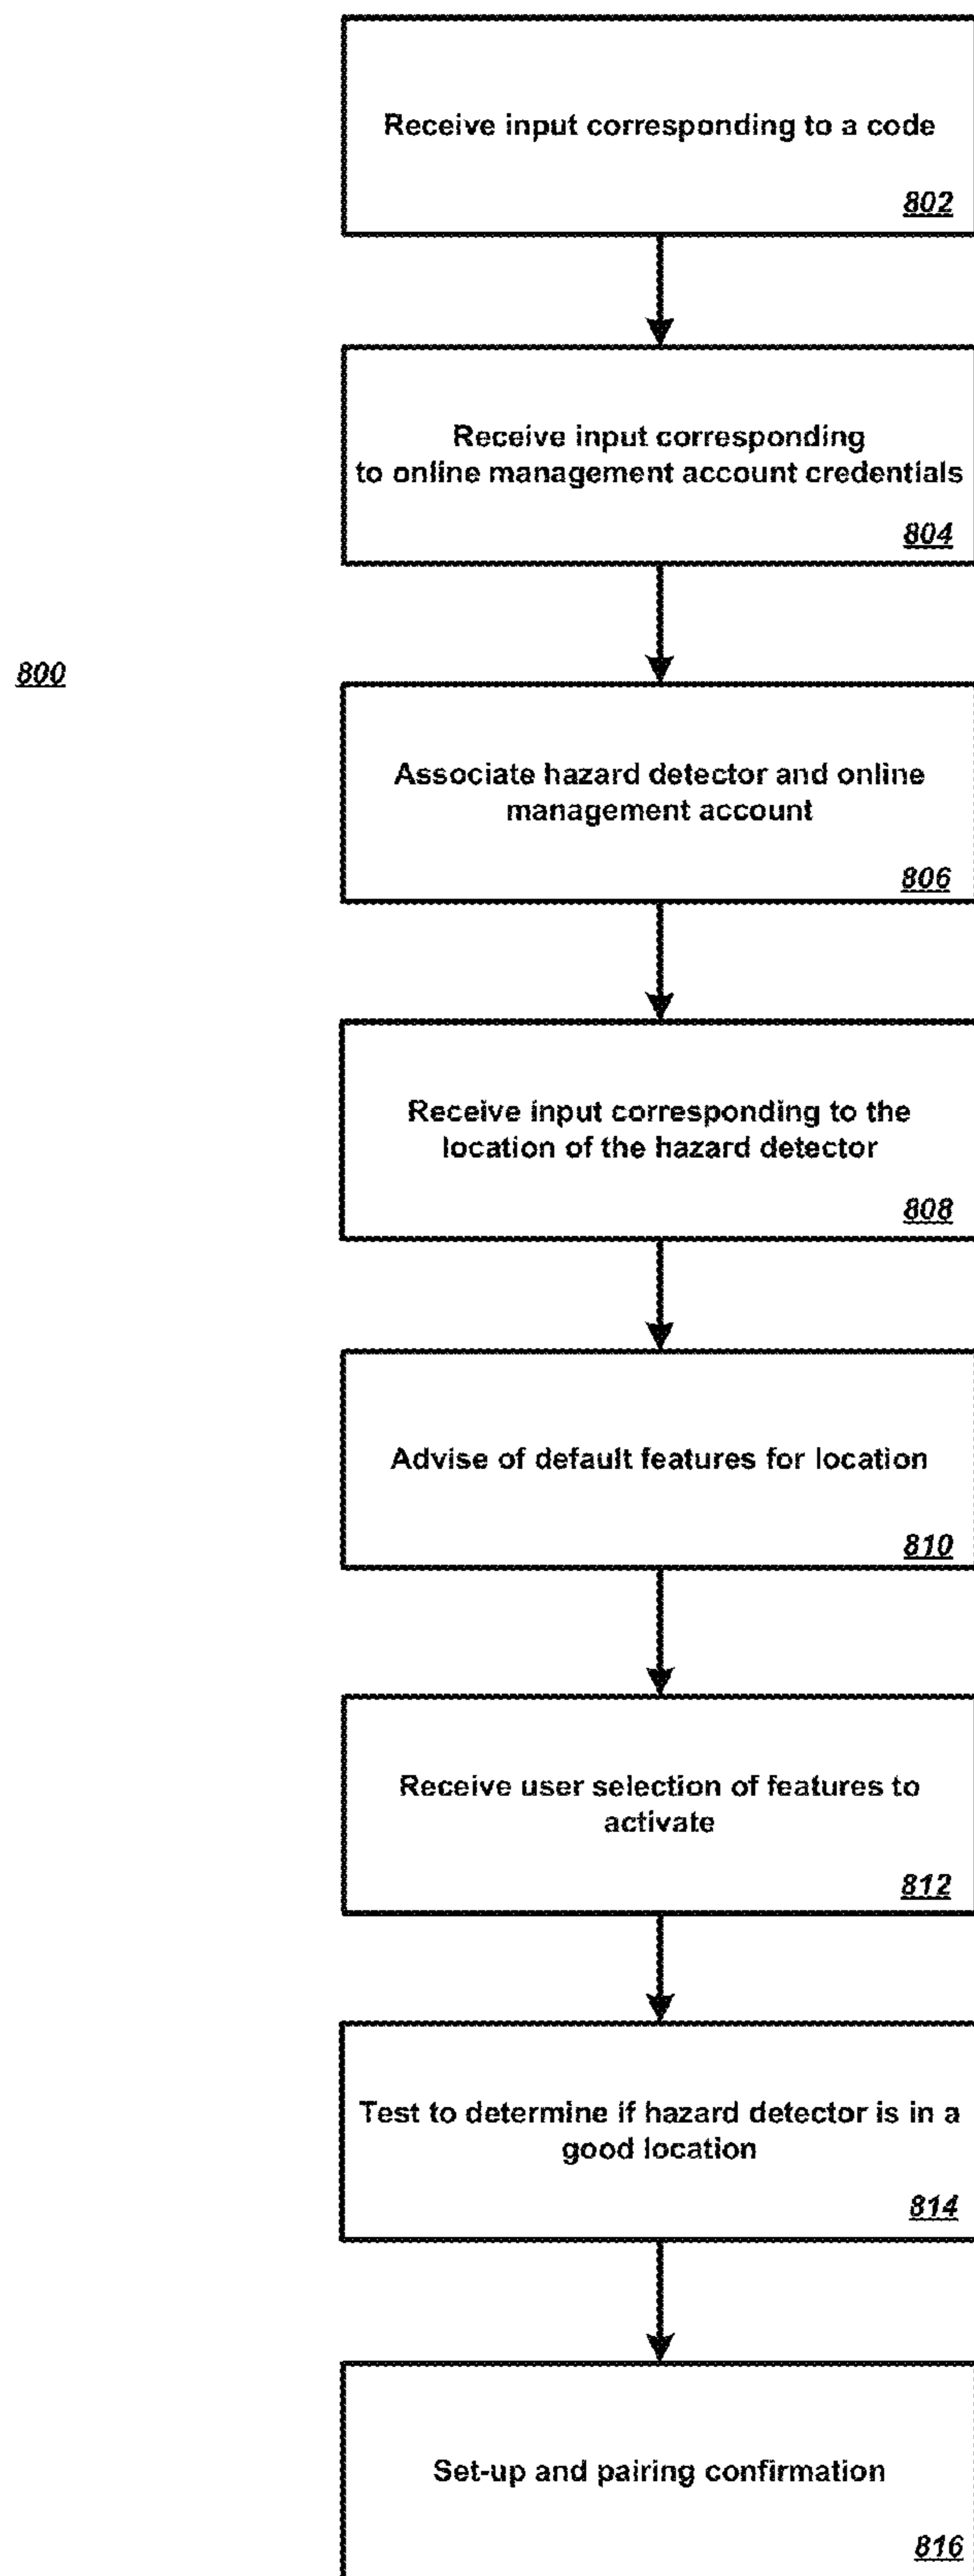 Receive input corresponding to a code
802
Receive input corresponding
to online management account credentials
804
800
Associate hazard detector and online
management account
806
Receive input corresponding to the
location of the hazard detector
808
Advise of default features for location
810
Receive user selection of features to
activate
812
Test to determine if hazard detector is in a
good location
814
Set-up and pairing confirmation
816